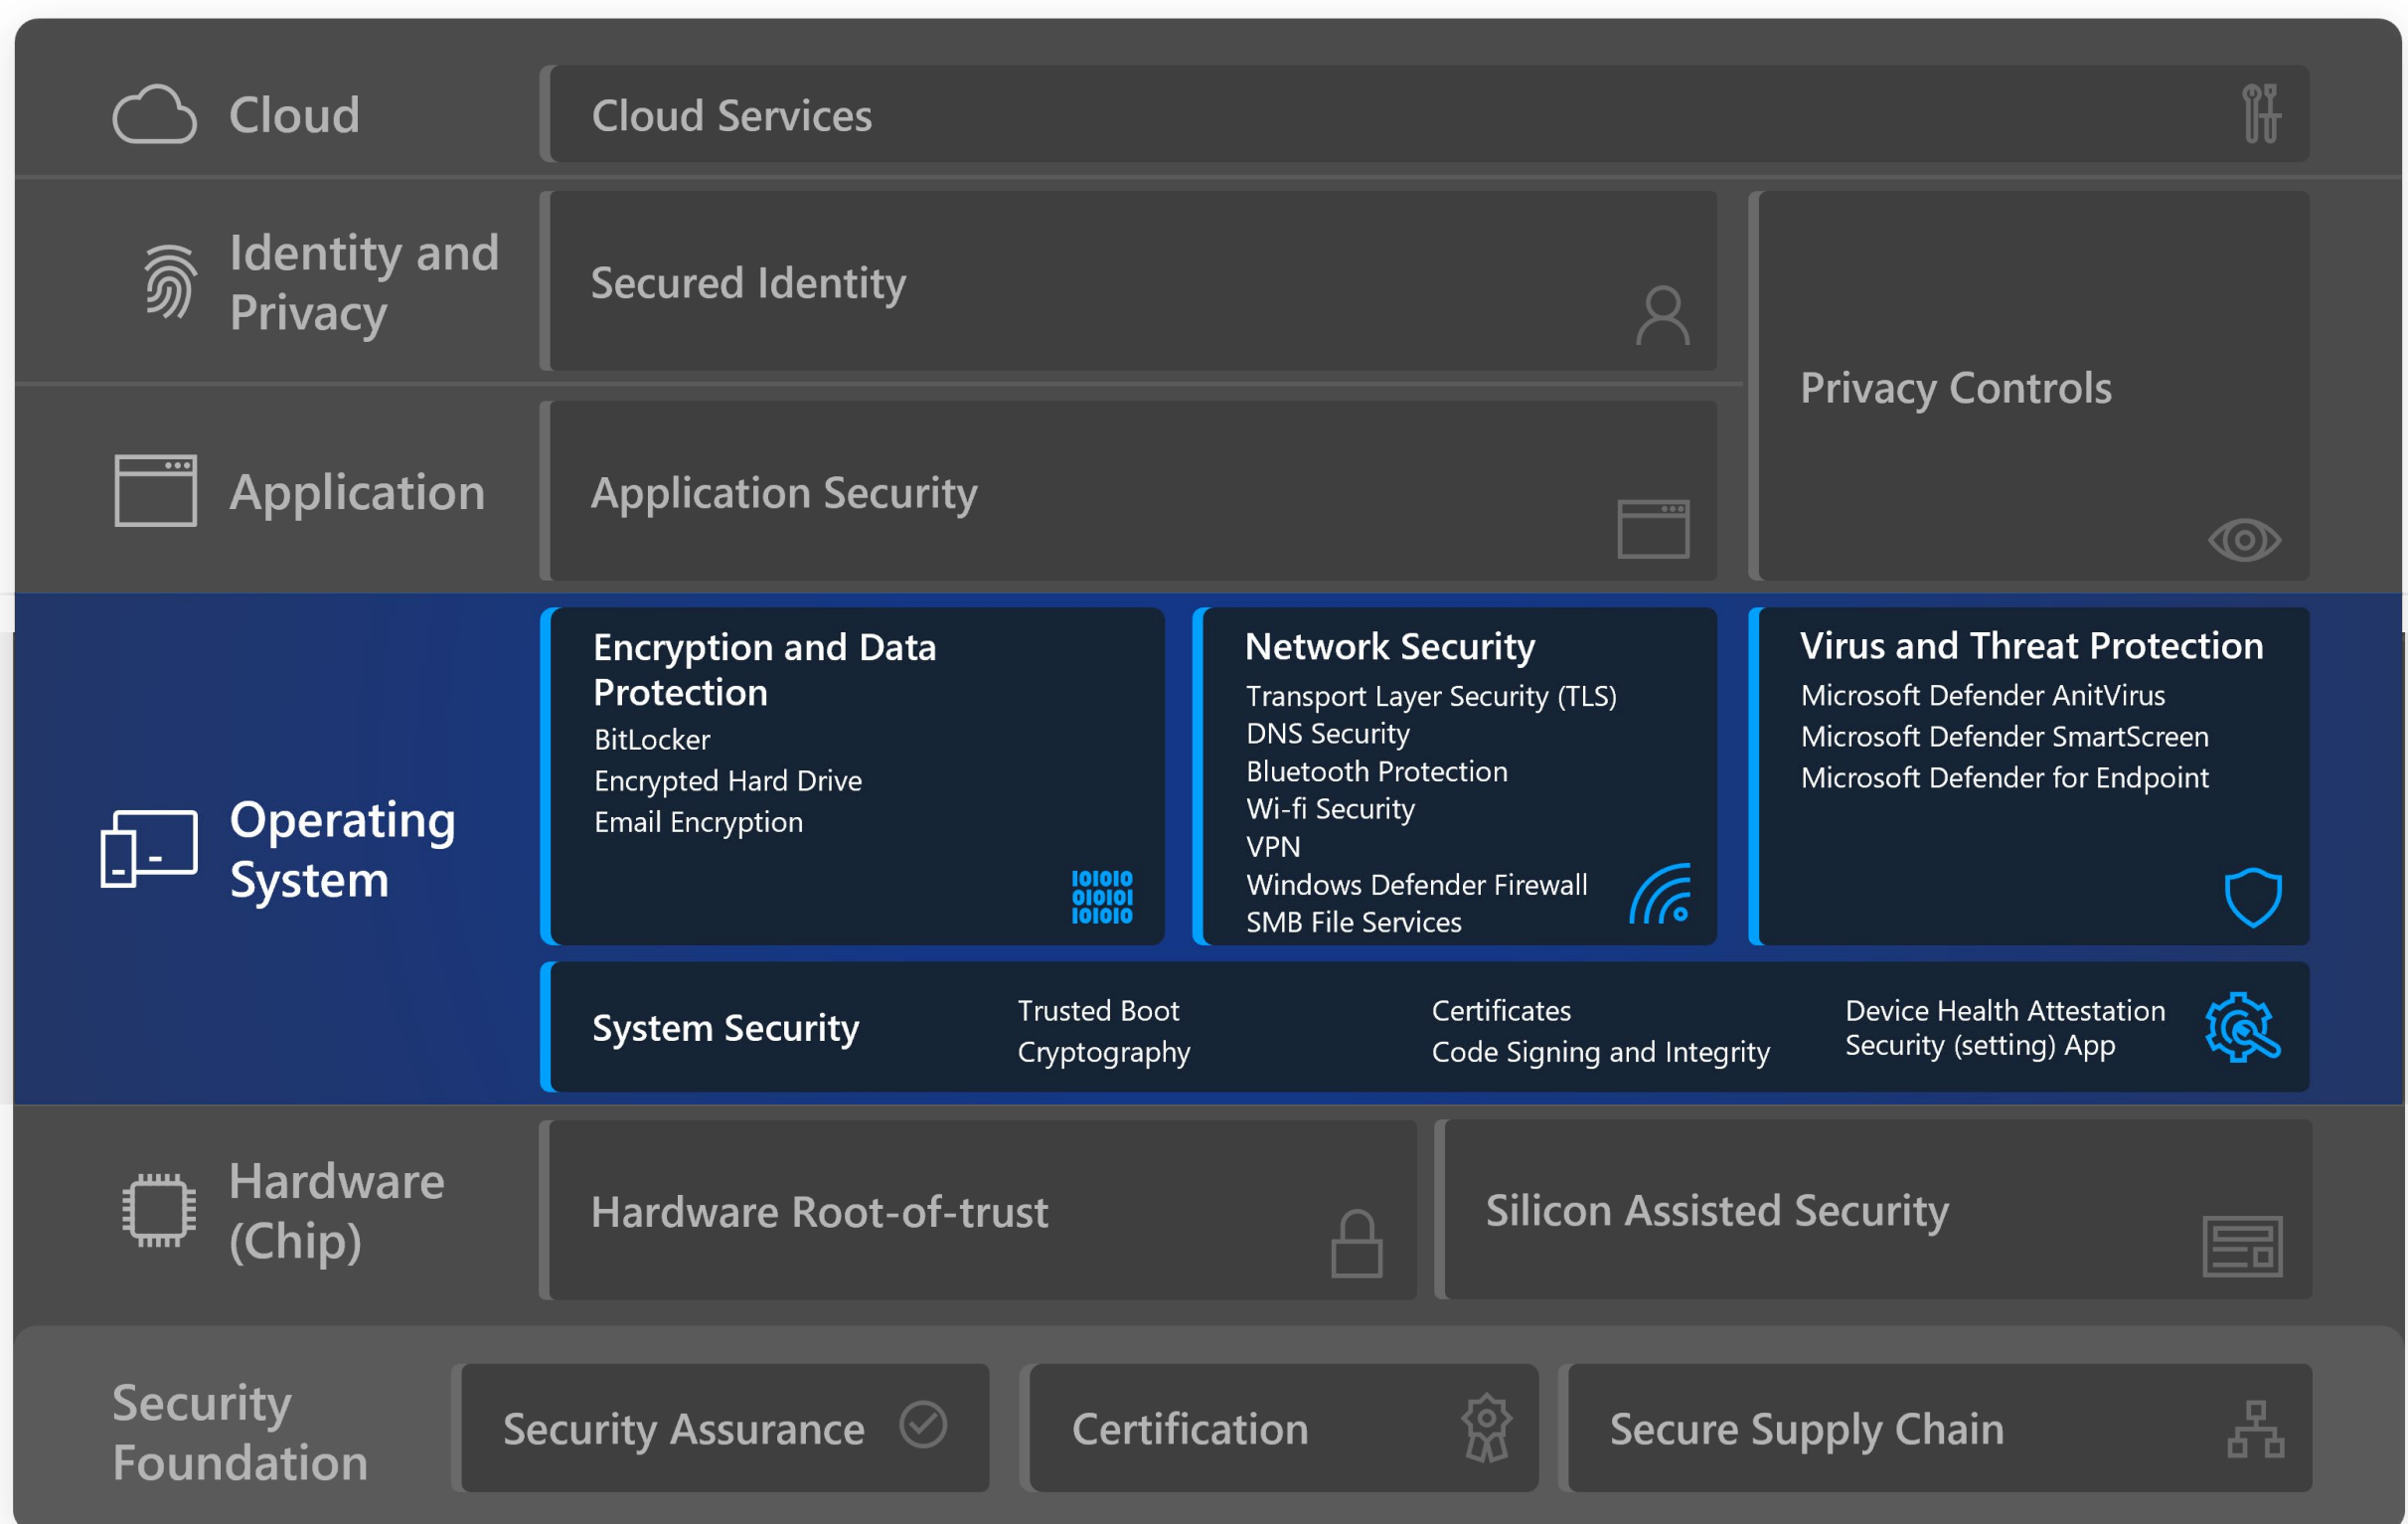 Cloud
Cloud Services
Identity and
Privacy
Secured Identity
Privacy Controls
Application
Application Security
Operating
System
Encryption and Data
Protection
BitLocker
Encrypted Hard Drive
Email Encryption
101010
010101
101010
Network Security
Transport Layer Security (TLS)
DNS Security
Bluetooth Protection
Wi-fi Security
VPN
Windows Defender Firewall
SMB File Services
Virus and Threat Protection
Microsoft Defender AnitVirus
Microsoft Defender SmartScreen
Microsoft Defender for Endpoint
System Security
Trusted Boot
Cryptography
Certificates
Code Signing and Integrity
Device Health Attestation
Security (setting) App
Hardware
(Chip)
Hardware Root-of-trust
Silicon Assisted Security
Security
Foundation
Security Assurance
Certification
Secure Supply Chain